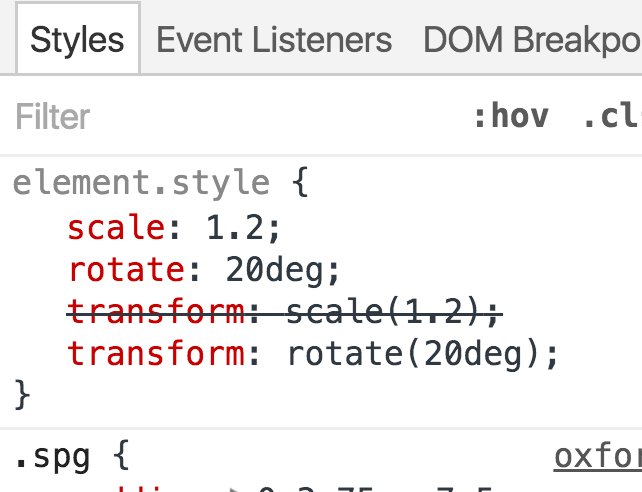 Styles Event Listeners DOM Breakpo
Filter :hov .cl
element.style {
scale: 1.2;
rotate: 20deg;
transform: scale(1.2);
transform: rotate(20deg);
}
.spg { oxfor